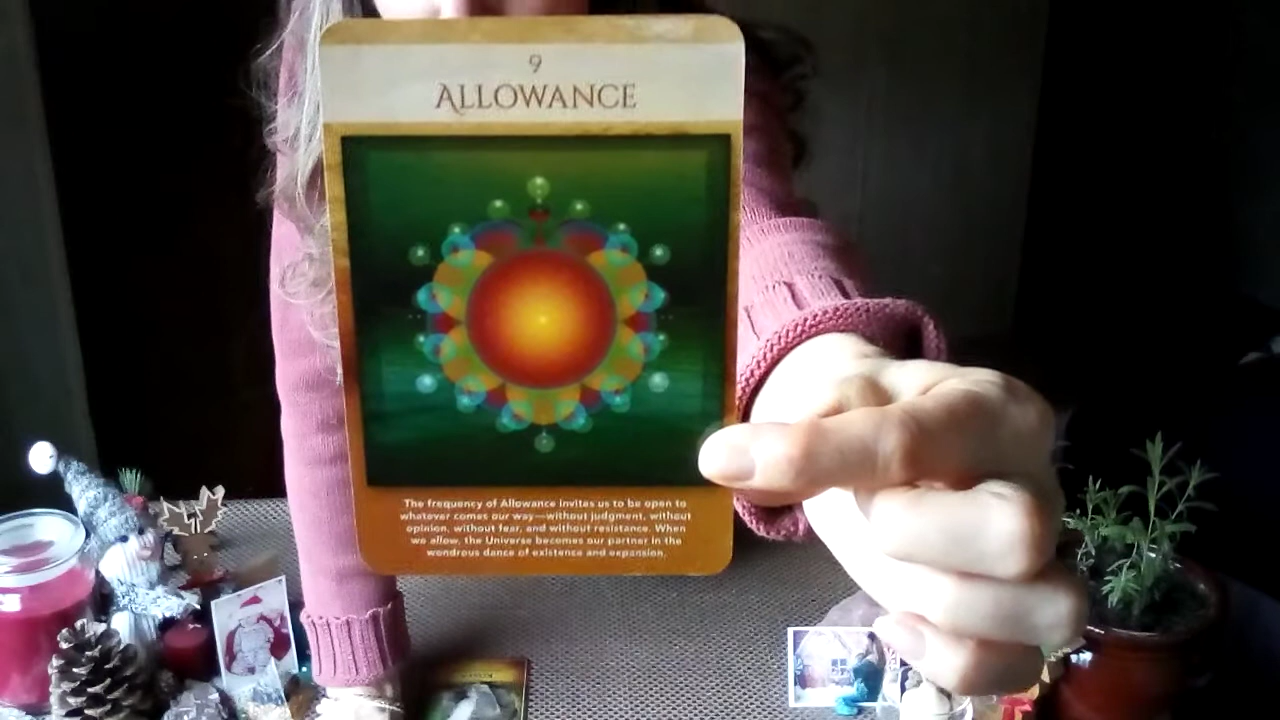 9
ALLOWANCE
The frequency of Allowance invites us to be open to
whatever comes our way—without judgment, without
opinion, without fear, and without resistance. When
we allow, the Universe becomes our partner in the
wondrous dance of existence and expansion.